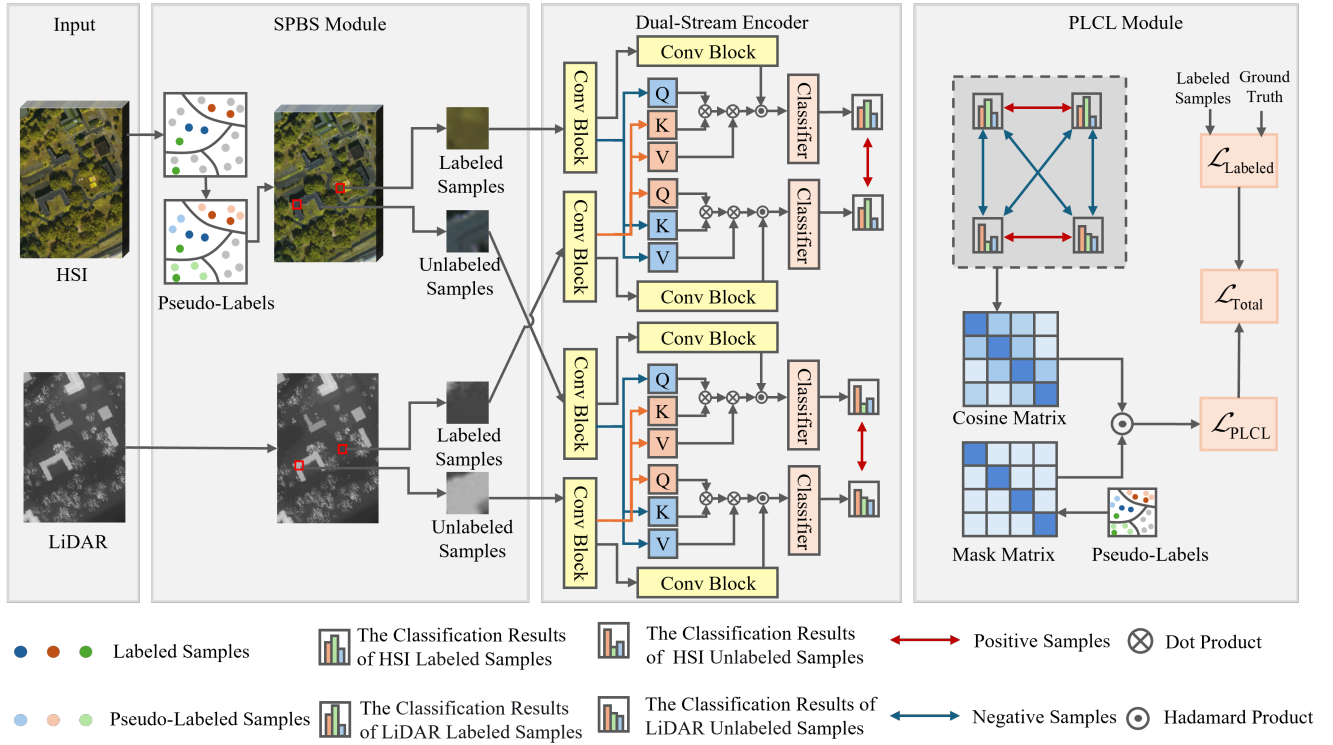 Input
SPBS Module
Dual-Stream Encoder
PLCL Module
HSI
LiDAR
Pseudo-Labels
Labeled
Samples
Unlabeled
Samples
Labeled
Samples
Unlabeled
Samples
Conv Block
Conv Block
Q
K
V
Classifier
Conv Block
Q
K
V
Classifier
Conv Block
Conv Block
Conv Block
Q
K
V
Classifier
Conv Block
Q
K
V
Classifier
Conv Block
Labeled
Samples
Ground
Truth
ℒLabeled
ℒTotal
ℒPLCL
Cosine Matrix
Mask Matrix
Pseudo-Labels
Labeled Samples
The Classification Results
of HSI Labeled Samples
The Classification Results
of HSI Unlabeled Samples
Positive Samples
Dot Product
Pseudo-Labeled Samples
The Classification Results
of LiDAR Labeled Samples
The Classification Results of
LiDAR Unlabeled Samples
Negative Samples
Hadamard Product